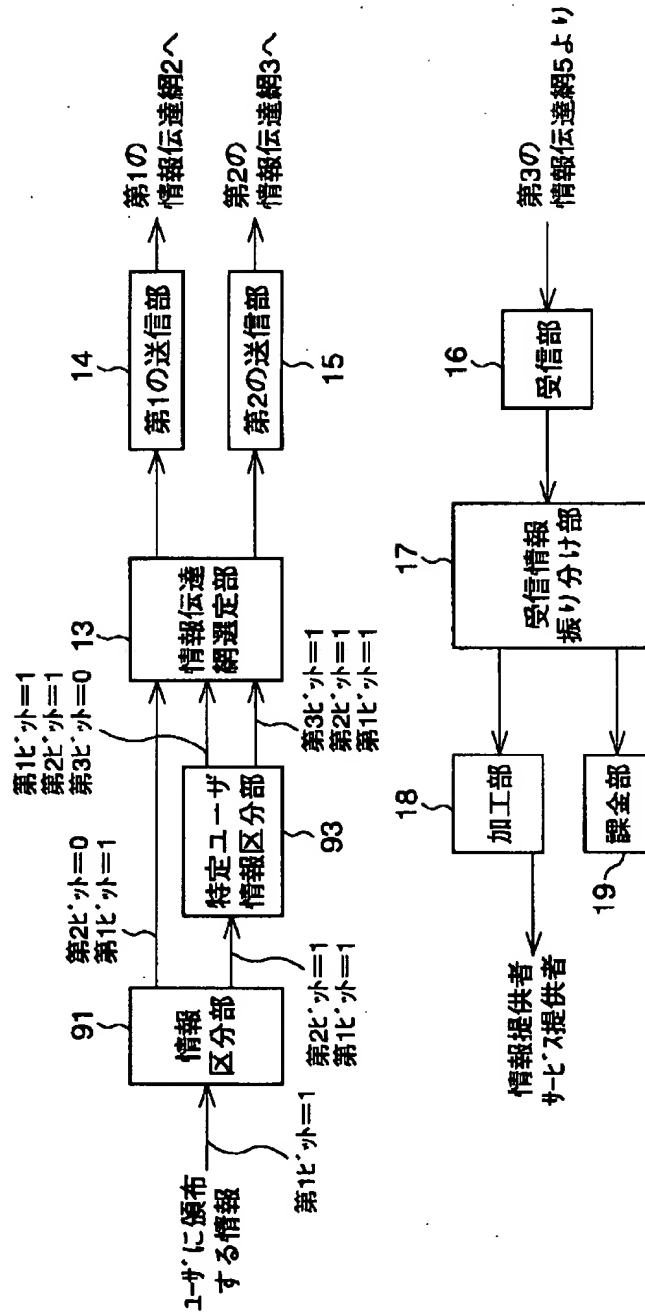 ユーザに頒布
する情報
第1ビット=1
91
情報
区分部
第2ビット=0
第1ビット=1
第2ビット=1
第1ビット=1
特定ユーザ
情報区分部
93
第1ビット=1
第2ビット=1
第3ビット=0
第3ビット=1
第2ビット=1
第1ビット=1
13
情報伝達
網選定部
14
第1の送信部
第2の送信部
15
第1の
情報伝達網2へ
第2の
情報伝達網3へ
第3の
情報伝達網5より
16
受信部
17
受信情報
振り分け部
18
加工部
課金部
19
情報提供者
サービス提供者